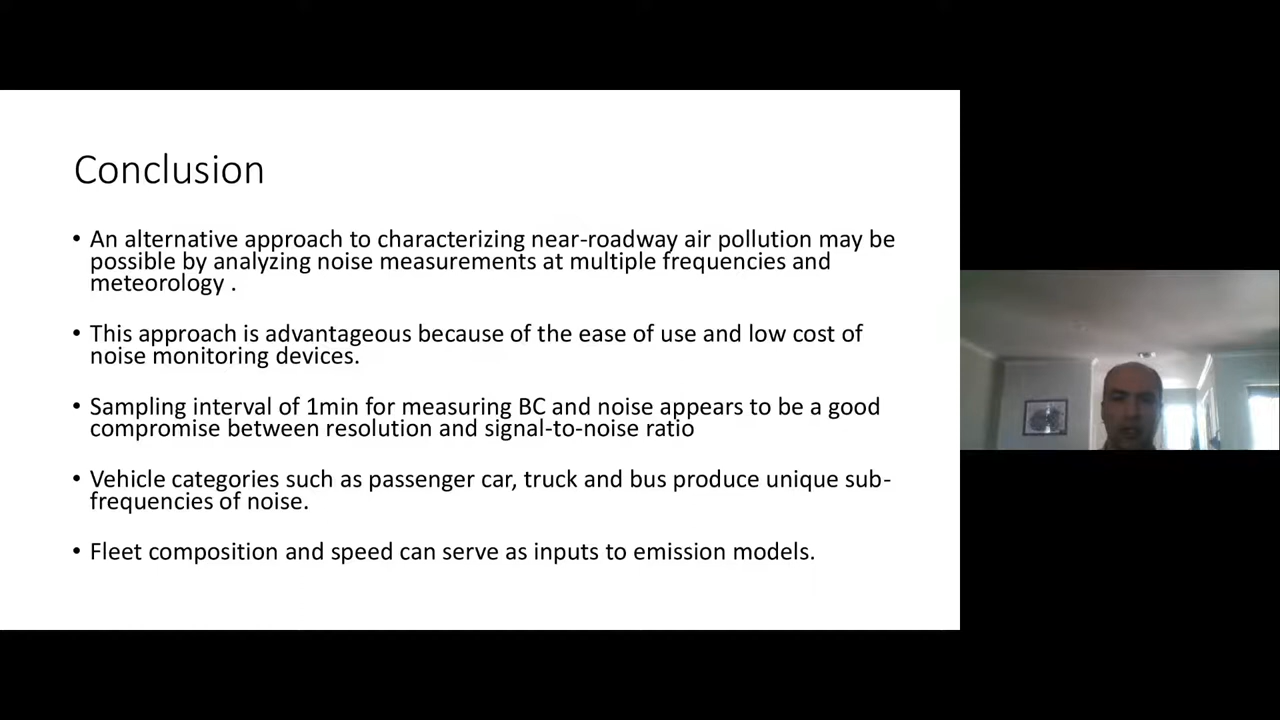 Conclusion
• An alternative approach to characterizing near-roadway air pollution may be
possible by analyzing noise measurements at multiple frequencies and
meteorology .
• This approach is advantageous because of the ease of use and low cost of
noise monitoring devices.
• Sampling interval of 1min for measuring BC and noise appears to be a good
compromise between resolution and signal-to-noise ratio
• Vehicle categories such as passenger car, truck and bus produce unique sub-
frequencies of noise.
• Fleet composition and speed can serve as inputs to emission models.